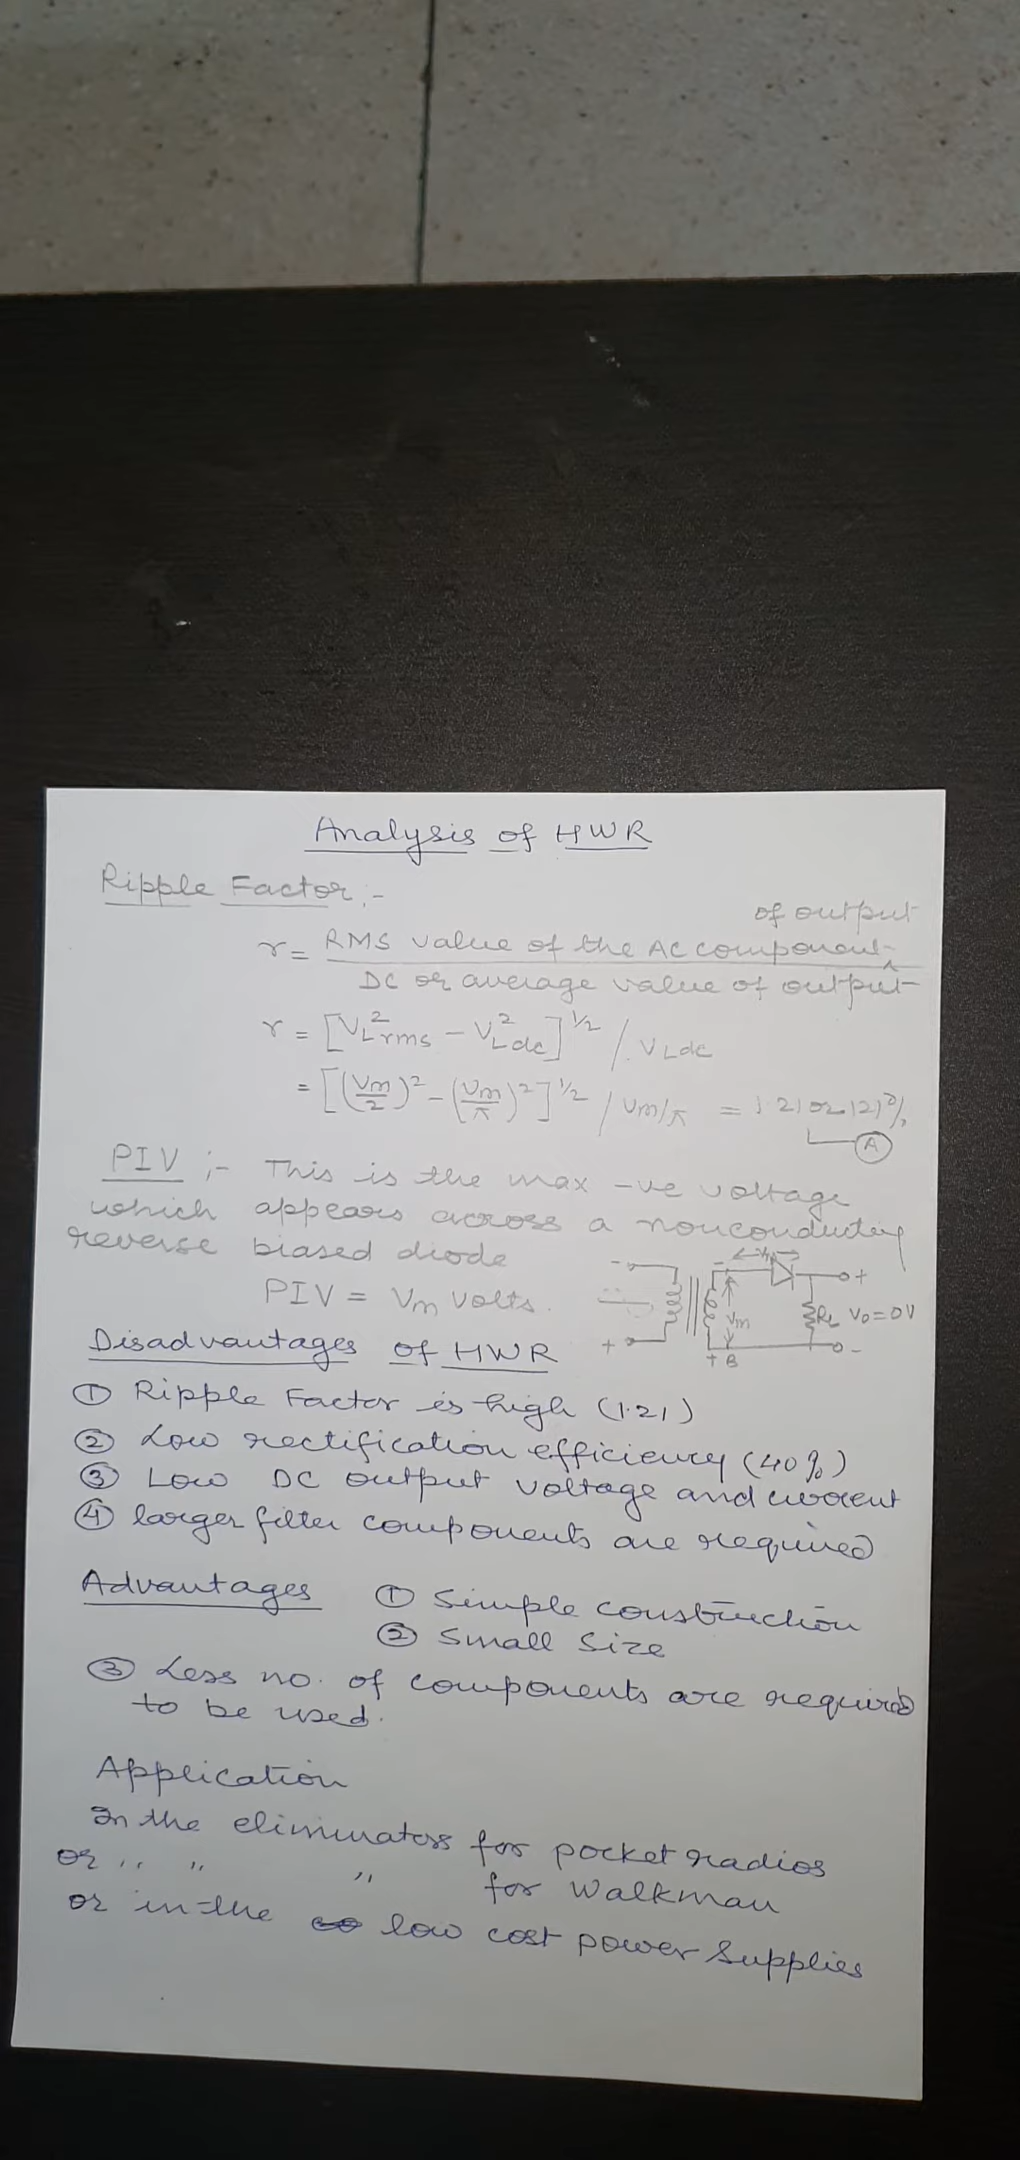 Analysis of HWR
Ripple Factor :-
of output
r = RMS value of the AC component
DC or average value of output
r = [V²Lrms - V²Ldc]^1/2 / VLdc
= [(Vm/2)² - (Vm/π)²]^1/2 / Vm/π = 1.21 or 121%
A
PIV :- This is the max -ve voltage
which appears across a nonconducting
reverse biased diode
PIV = Vm volts.
- - Vm +
+ Vm RL V0 = 0V
+ + B -
Disadvantages of HWR
① Ripple Factor is high (1.21)
② Low rectification efficiency (40%)
③ Low DC output voltage and current
④ larger filter components are required
Advantages ① Simple construction
② Small Size
③ Less no. of components are required
to be used.
Application
In the eliminators for pocket radios
or ,, ,, ,, for Walkman
or in the low cost power Supplies